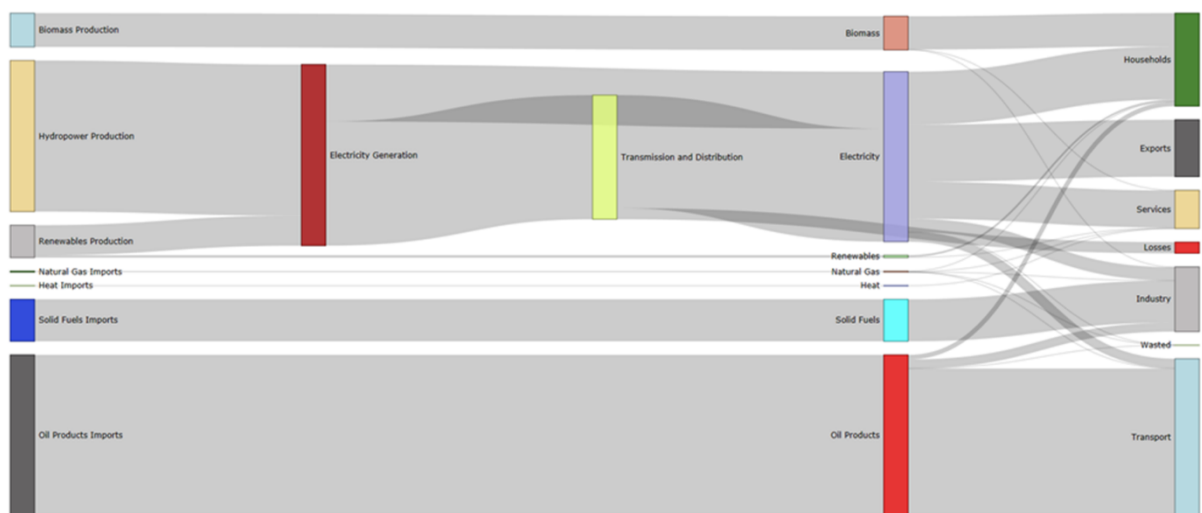 Biomass Production
Hydropower Production
Renewables Production
Natural Gas Imports
Heat Imports
Solid Fuels Imports
Oil Products Imports
Electricity Generation
Transmission and Distribution
Biomass
Electricity
Renewables
Natural Gas
Heat
Solid Fuels
Oil Products
Households
Exports
Services
Losses
Industry
Wasted
Transport